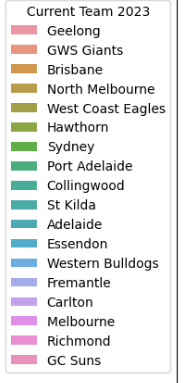 Current Team 2023
Geelong
GWS Giants
Brisbane
North Melbourne
West Coast Eagles
Hawthorn
Sydney
Port Adelaide
Collingwood
St Kilda
Adelaide
Essendon
Western Bulldogs
Fremantle
Carlton
Melbourne
Richmond
GC Suns